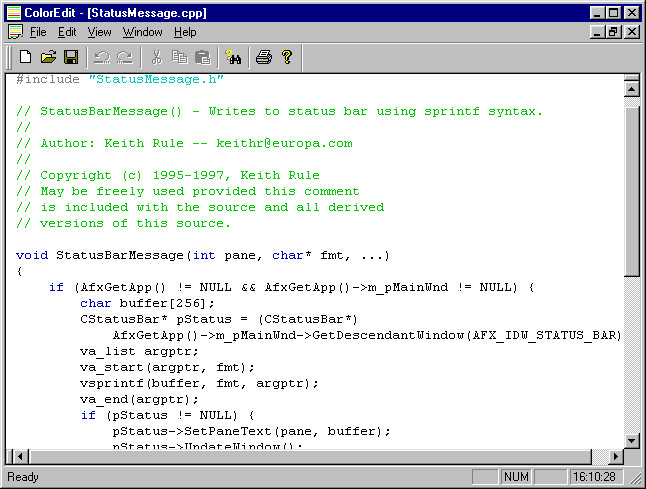 ColorEdit - [StatusMessage.cpp]
File Edit View Window Help
#include "StatusMessage.h"
// StatusBarMessage() - Writes to status bar using sprintf syntax.
//
// Author: Keith Rule -- keithr@europa.com
//
// Copyright (c) 1995-1997, Keith Rule
// May be freely used provided this comment
// is included with the source and all derived
// versions of this source.
void StatusBarMessage(int pane, char* fmt, ...)
{
if (AfxGetApp() != NULL && AfxGetApp()->m_pMainWnd != NULL) {
char buffer[256];
CStatusBar* pStatus = (CStatusBar*)
AfxGetApp()->m_pMainWnd->GetDescendantWindow(AFX_IDW_STATUS_BAR)
va_list argptr;
va_start(argptr, fmt);
vsprintf(buffer, fmt, argptr);
va_end(argptr);
if (pStatus != NULL) {
pStatus->SetPaneText(pane, buffer);
pStatus->UpdateWindow();
Ready NUM 16:10:28